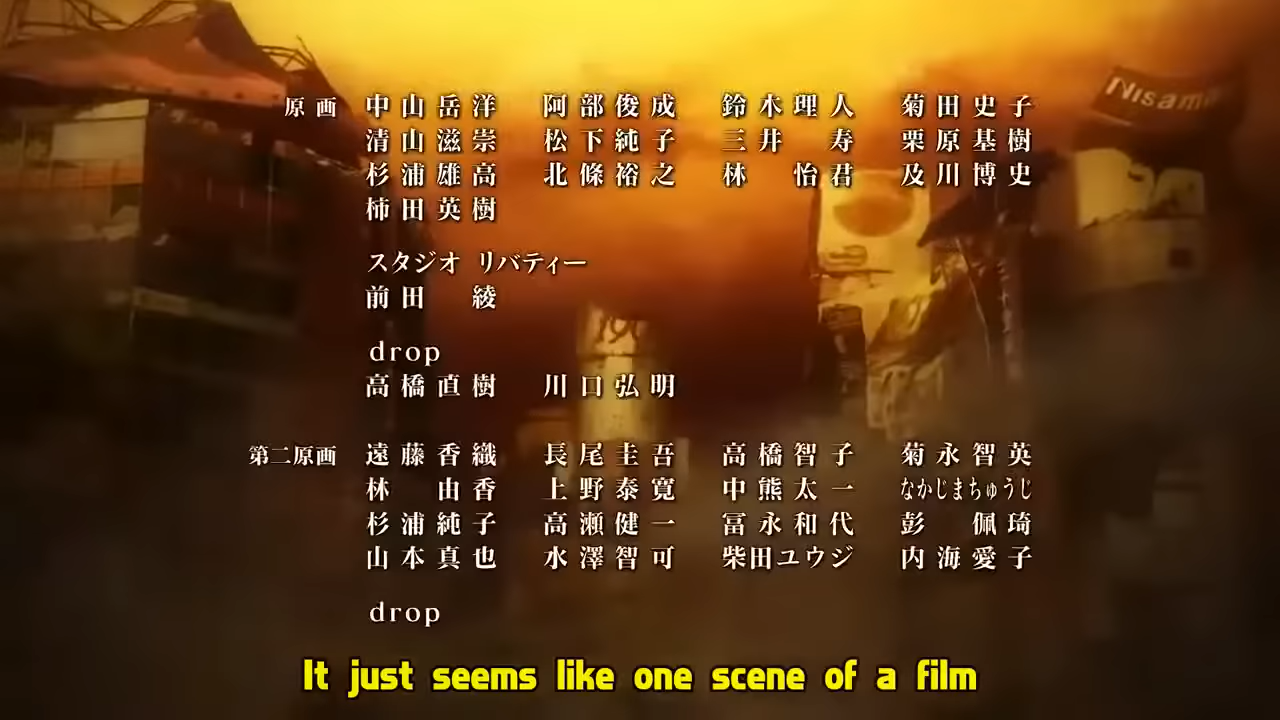 原画 中山岳洋 阿部俊成 鈴木理人 菊田史子
清山滋崇 松下純子 三井寿 栗原基樹
杉浦雄高 北條裕之 林怡君 及川博史
柿田英樹
スタジオ リバティー
前田綾
drop
高橋直樹 川口弘明
第二原画 遠藤香織 長尾圭吾 高橋智子 菊永智英
林由香 上野泰寛 中熊太一 なかじまちゅうじ
杉浦純子 高瀬健一 冨永和代 彭佩琦
山本真也 水澤智可 柴田ユウジ 内海愛子
drop
It just seems like one scene of a film